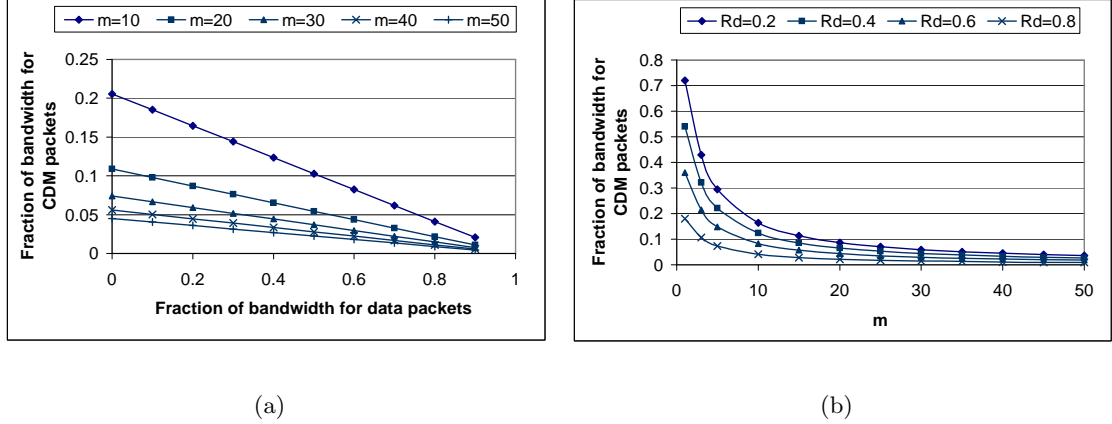 m=10 m=20 m=30 m=40 m=50
0.25
0.2
0.15
0.1
0.05
0
Fraction of bandwidth for
CDM packets
0 0.2 0.4 0.6 0.8 1
Fraction of bandwidth for data packets
(a)
Rd=0.2 Rd=0.4 Rd=0.6 Rd=0.8
0.8
0.7
0.6
0.5
0.4
0.3
0.2
0.1
0
Fraction of bandwidth for
CDM packets
0 10 20 30 40 50
m
(b)